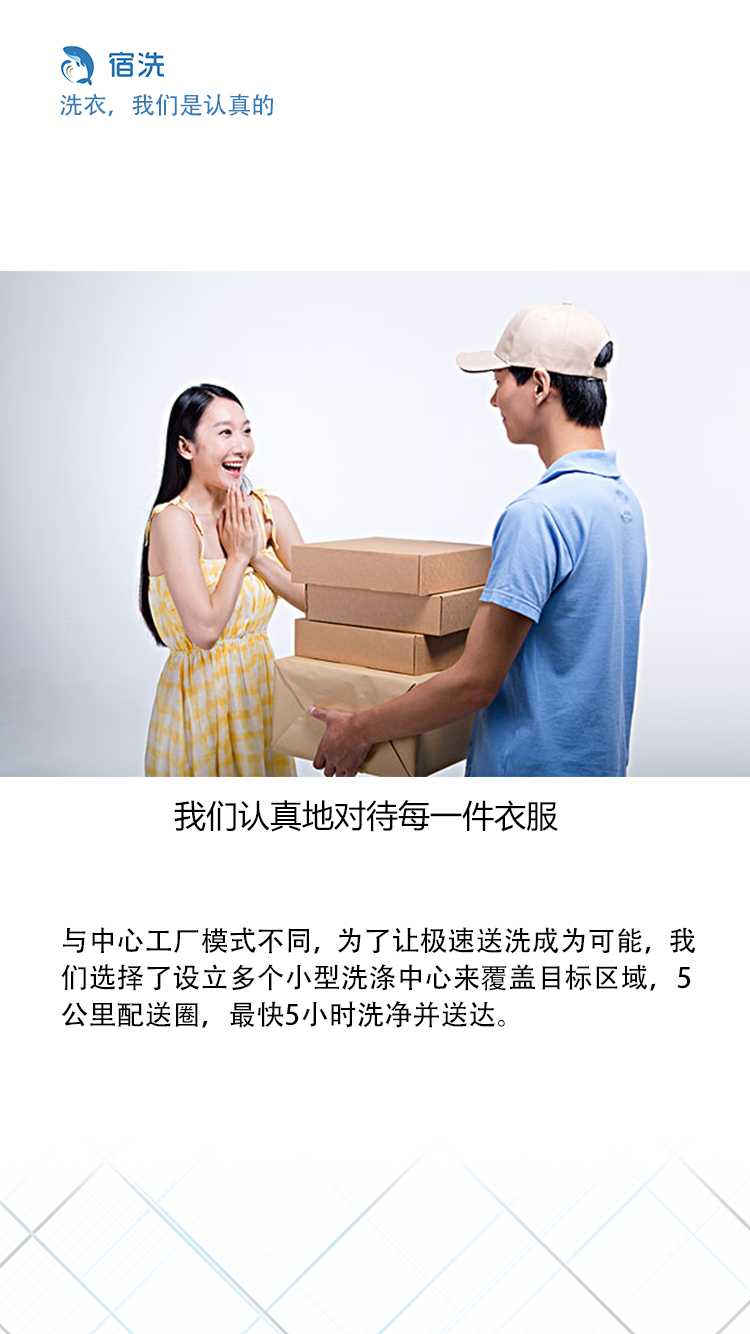 宿洗
洗衣，我们是认真的
我们认真地对待每一件衣服
与中心工厂模式不同，为了让极速送洗成为可能，我
们选择了设立多个小型洗涤中心来覆盖目标区域，5
公里配送圈，最快5小时洗净并送达。